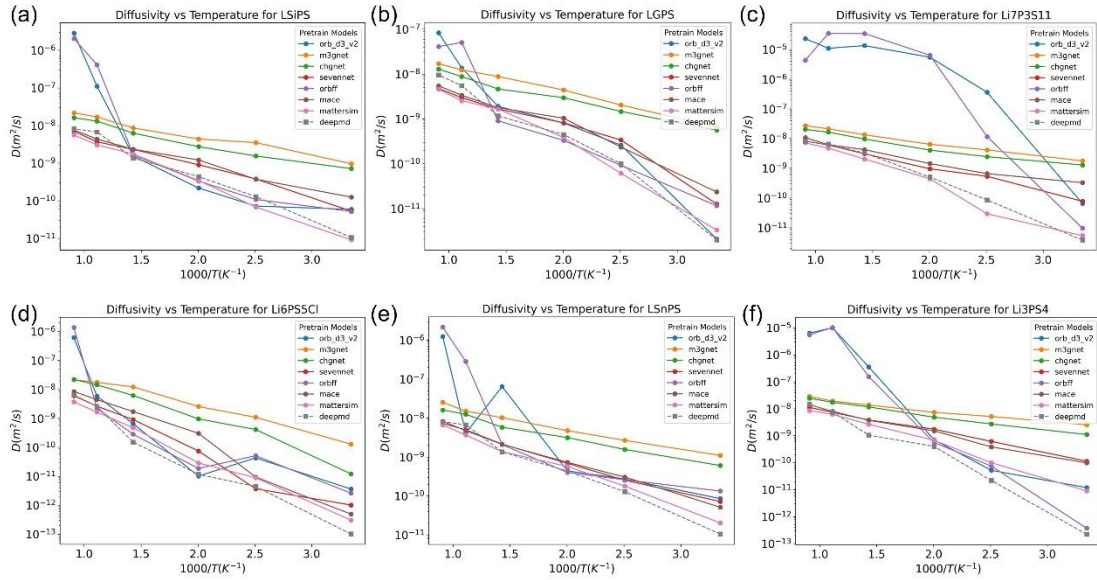 (a)
Diffusivity vs Temperature for LSiPS
Pretrain Models
orb_d3_v2
m3gnet
chgnet
sevennet
orbff
mace
mattersim
deepmd
10⁻⁶
10⁻⁷
10⁻⁸
10⁻⁹
10⁻¹⁰
10⁻¹¹
D(m²/s)
1.0 1.5 2.0 2.5 3.0
1000/T(K⁻¹)
(b)
Diffusivity vs Temperature for LGPS
Pretrain Models
orb_d3_v2
m3gnet
chgnet
sevennet
orbff
mace
mattersim
deepmd
10⁻⁷
10⁻⁸
10⁻⁹
10⁻¹⁰
10⁻¹¹
D(m²/s)
1.0 1.5 2.0 2.5 3.0
1000/T(K⁻¹)
(c)
Diffusivity vs Temperature for Li7P3S11
Pretrain Models
orb_d3_v2
m3gnet
chgnet
sevennet
orbff
mace
mattersim
deepmd
10⁻⁵
10⁻⁶
10⁻⁷
10⁻⁸
10⁻⁹
10⁻¹⁰
10⁻¹¹
D(m²/s)
1.0 1.5 2.0 2.5 3.0
1000/T(K⁻¹)
(d)
Diffusivity vs Temperature for Li6PS5Cl
Pretrain Models
orb_d3_v2
m3gnet
chgnet
sevennet
orbff
mace
mattersim
deepmd
10⁻⁶
10⁻⁷
10⁻⁸
10⁻⁹
10⁻¹⁰
10⁻¹¹
10⁻¹²
10⁻¹³
D(m²/s)
1.0 1.5 2.0 2.5 3.0
1000/T(K⁻¹)
(e)
Diffusivity vs Temperature for LSnPS
Pretrain Models
orb_d3_v2
m3gnet
chgnet
sevennet
orbff
mace
mattersim
deepmd
10⁻⁶
10⁻⁷
10⁻⁸
10⁻⁹
10⁻¹⁰
10⁻¹¹
D(m²/s)
1.0 1.5 2.0 2.5 3.0
1000/T(K⁻¹)
(f)
Diffusivity vs Temperature for Li3PS4
Pretrain Models
orb_d3_v2
m3gnet
chgnet
sevennet
orbff
mace
mattersim
deepmd
10⁻⁵
10⁻⁶
10⁻⁷
10⁻⁸
10⁻⁹
10⁻¹⁰
10⁻¹¹
10⁻¹²
10⁻¹³
D(m²/s)
1.0 1.5 2.0 2.5 3.0
1000/T(K⁻¹)